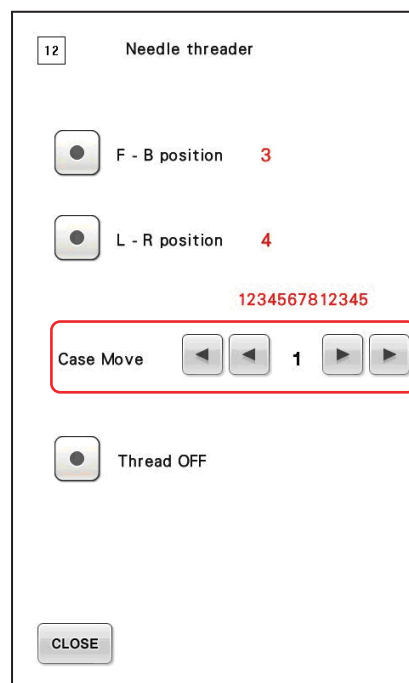 12 Needle threader
F - B position 3
L - R position 4
1234567812345
Case Move 1
Thread OFF
CLOSE